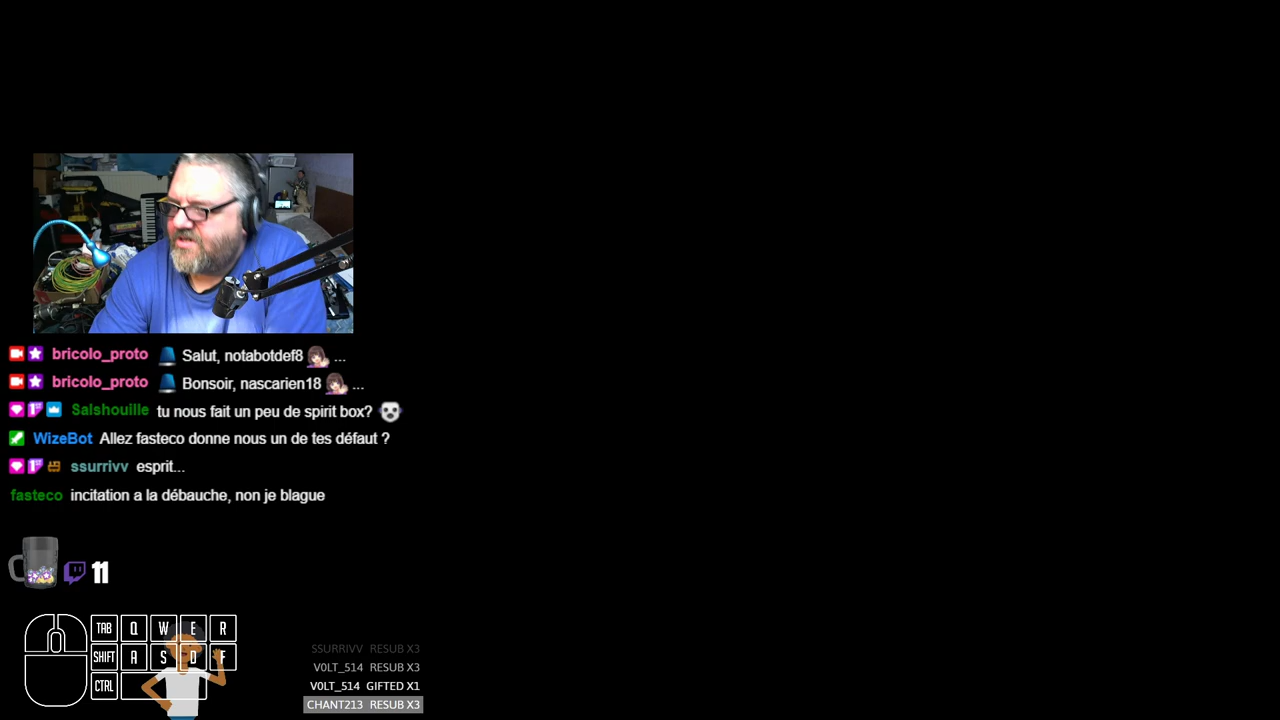 bricolo_proto Salut, notabotdef8 ...
bricolo_proto Bonsoir, nascarien18 ...
Salshouille tu nous fait un peu de spirit box?
WizeBot Allez fasteco donne nous un de tes défaut ?
ssurrivv esprit...
fasteco incitation a la débauche, non je blague
11
TAB Q W E R
SHIFT A S D F
CTRL
SSURRIVV RESUB X3
V0LT_514 RESUB X3
V0LT_514 GIFTED X1
CHANT213 RESUB X3